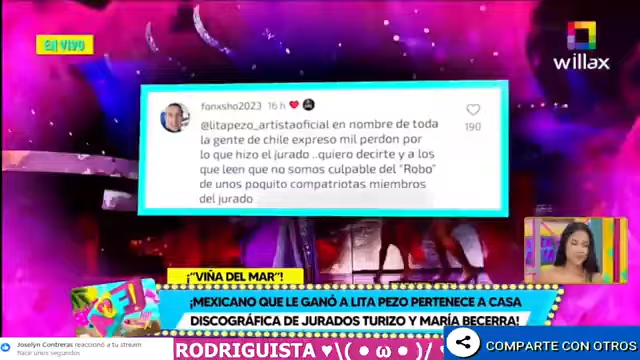 EN VIVO
willax
fonxsho2023 16 h
@litapezo_artistaoficial en nombre de toda
la gente de chile expreso mil perdon por
lo que hizo el jurado ..quiero decirte y a los
que leen que no somos culpable del "Robo"
de unos poquito compatriotas miembros
del jurado
190
¡"VIÑA DEL MAR"!
¡MEXICANO QUE LE GANÓ A LITA PEZO PERTENECE A CASA
DISCOGRÁFICA DE JURADOS TURIZO Y MARÍA BECERRA!
Joselyn Contreras reaccionó a tu stream
hace unos segundos
RODRIGUISTA ♥\( • ω • )/
COMPARTE CON OTROS